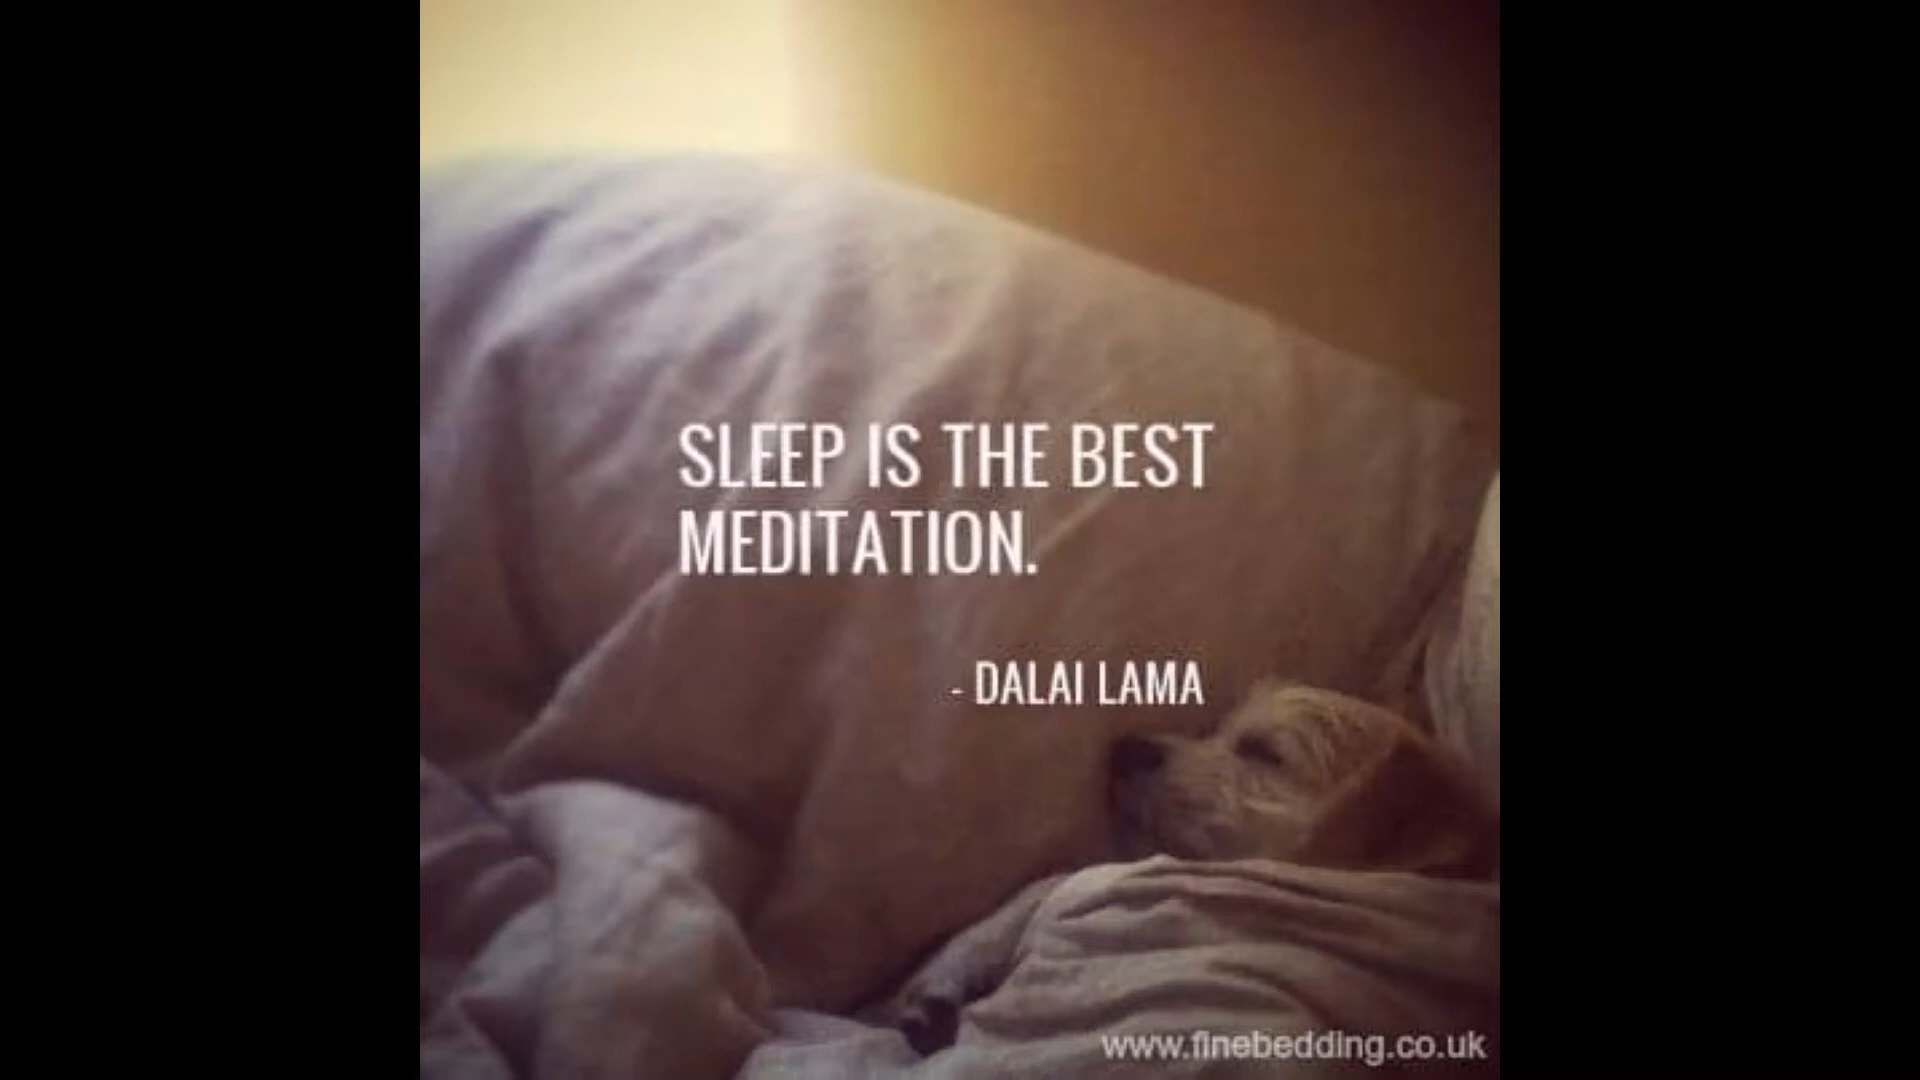 SLEEP IS THE BEST
MEDITATION.
- DALAI LAMA
www.finebedding.co.uk